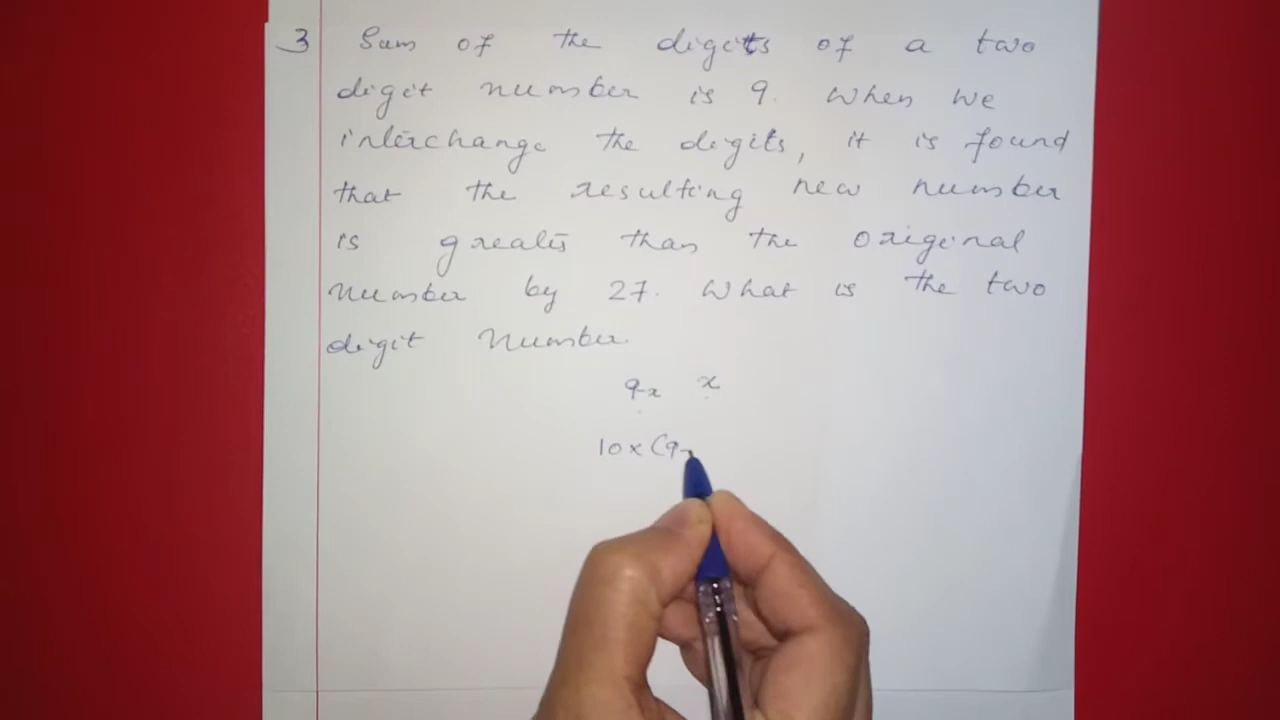 3 Sum of the digits of a two
digit number is 9. When we
interchange the digits, it is found
that the resulting new number
is greater than the original
number by 27. What is the two
digit Number.
9-x x
10 x (9-